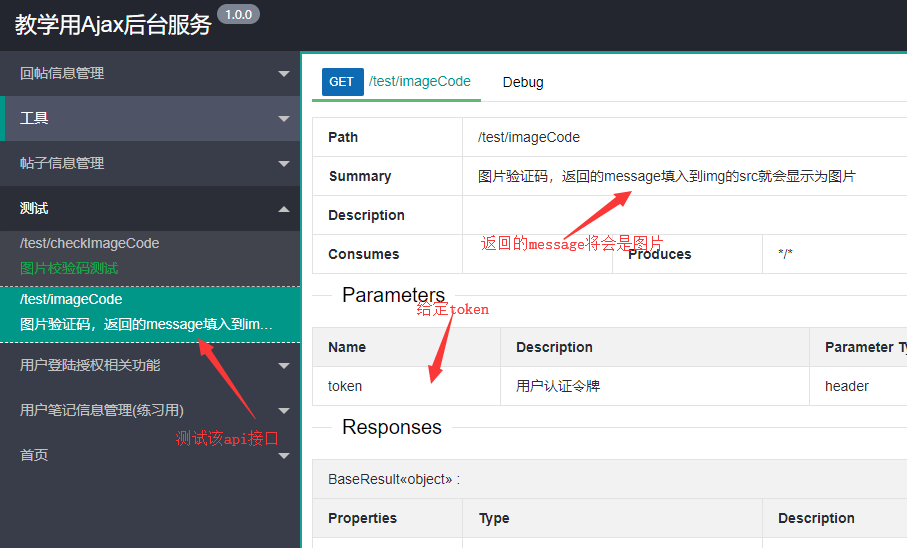 教学用Ajax后台服务 1.0.0
回帖信息管理
工具
帖子信息管理
测试
/test/checkImageCode
图片校验码测试
/test/imageCode
图片验证码，返回的message填入到im...
用户登陆授权相关功能
用户笔记信息管理(练习用)
测试该api接口
首页
GET /test/imageCode Debug
Path /test/imageCode
Summary 图片验证码，返回的message填入到img的src就会显示为图片
Description
返回的message将会是图片
Consumes Produces */*
Parameters
给定token
Name Description Parameter Ty
token 用户认证令牌 header
Responses
BaseResult«object» :
Properties Type Description